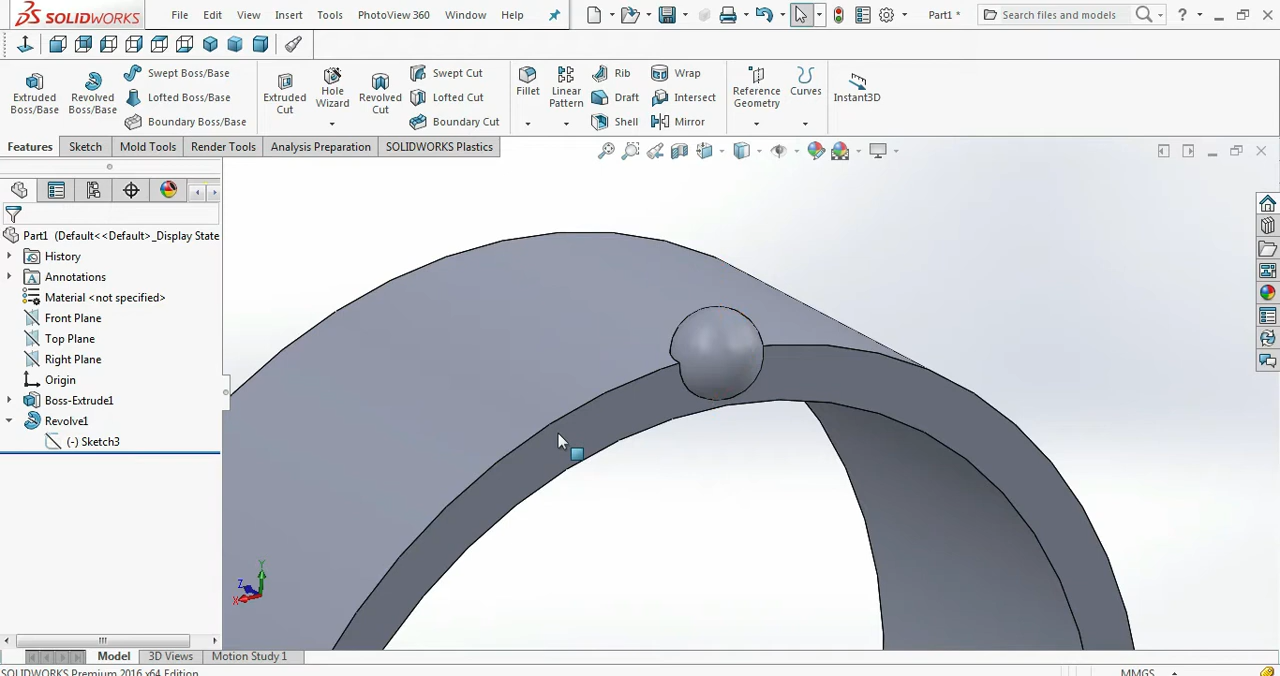 SOLIDWORKS File Edit View Insert Tools PhotoView 360 Window Help Part1 * Search files and models ?
Extruded Boss/Base
Revolved Boss/Base
Swept Boss/Base
Lofted Boss/Base
Boundary Boss/Base
Extruded Cut
Hole Wizard
Revolved Cut
Swept Cut
Lofted Cut
Boundary Cut
Fillet
Linear Pattern
Rib
Draft
Shell
Wrap
Intersect
Mirror
Reference Geometry
Curves
Instant3D
Features Sketch Mold Tools Render Tools Analysis Preparation SOLIDWORKS Plastics
Part1 (Default<<Default>_Display State
History
Annotations
Material <not specified>
Front Plane
Top Plane
Right Plane
Origin
Boss-Extrude1
Revolve1
(-) Sketch3
Y
Z
X
Model 3D Views Motion Study 1
SOLIDWORKS Premium 2016 x64 Edition MMGS